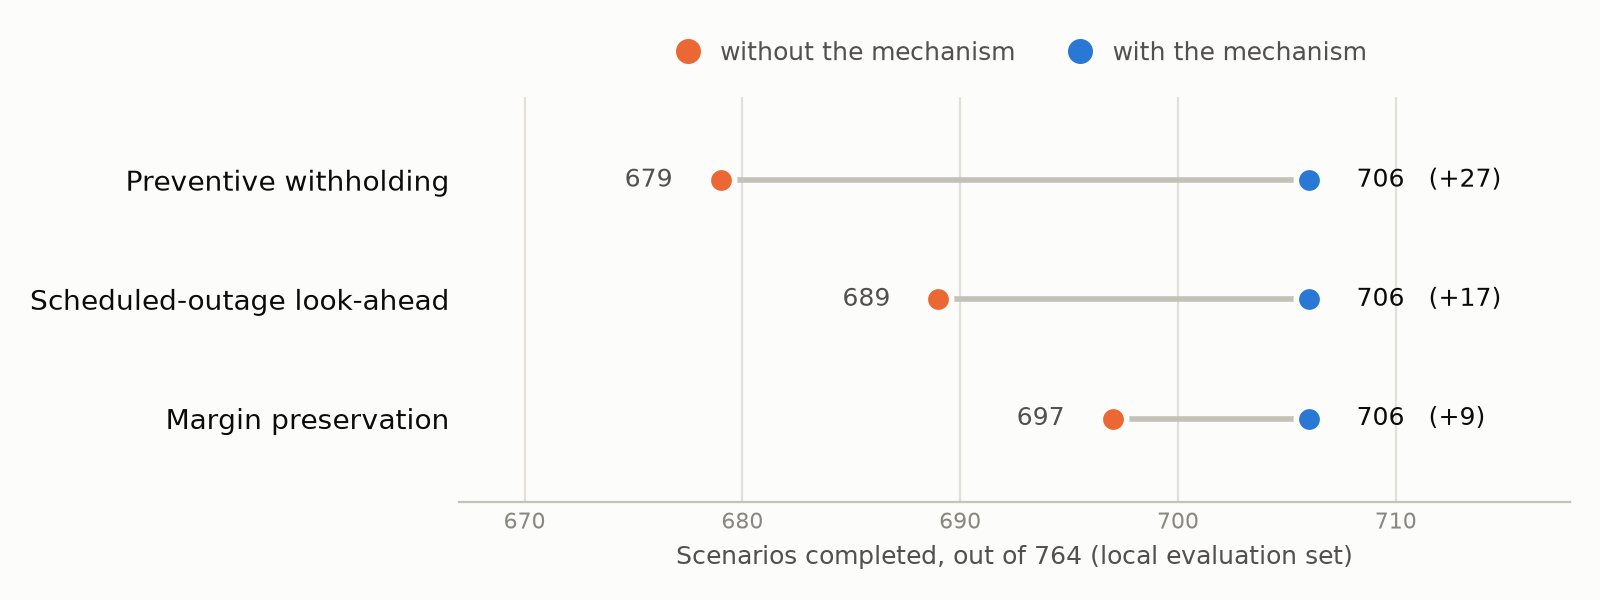 without the mechanism with the mechanism
Preventive withholding 679 706 (+27)
Scheduled-outage look-ahead 689 706 (+17)
Margin preservation 697 706 (+9)
670 680 690 700 710
Scenarios completed, out of 764 (local evaluation set)